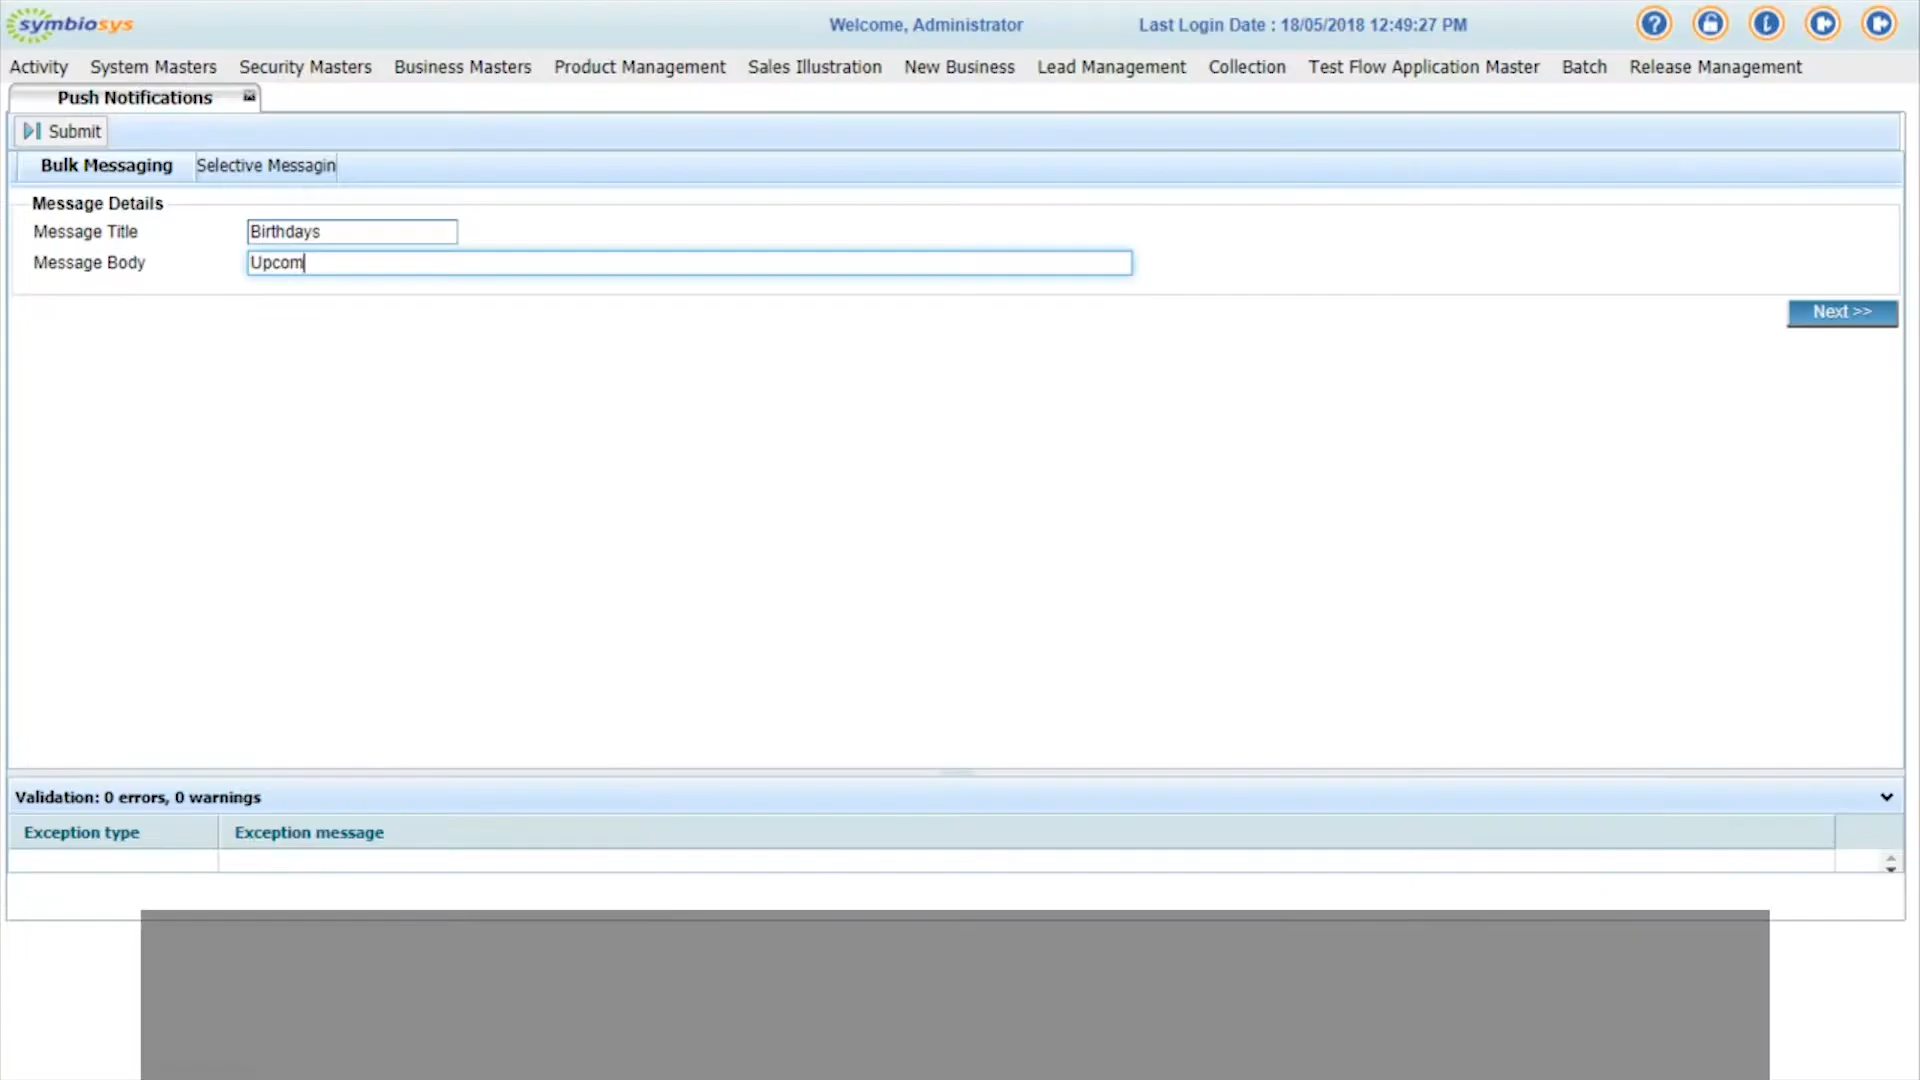 symbiosys
Welcome, Administrator
Last Login Date : 18/05/2018 12:49:27 PM
Activity System Masters Security Masters Business Masters Product Management Sales Illustration New Business Lead Management Collection Test Flow Application Master Batch Release Management
Push Notifications
Submit
Bulk Messaging Selective Messagin
Message Details
Message Title Birthdays
Message Body Upcom
Next >>
Validation: 0 errors, 0 warnings
Exception type Exception message